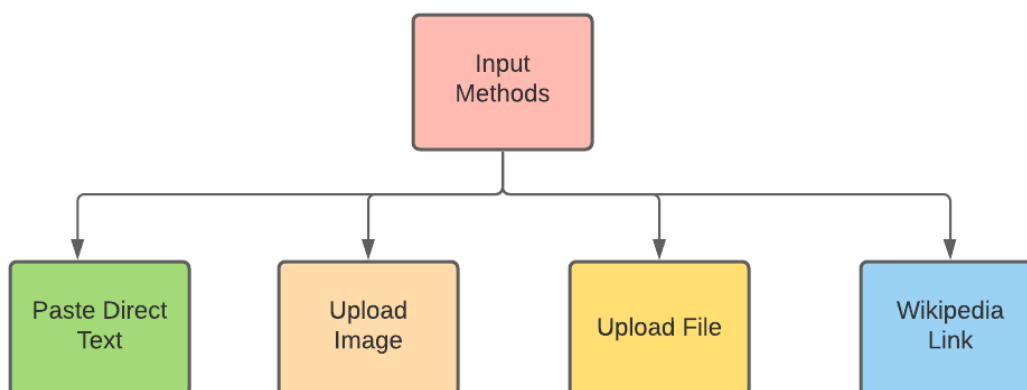 Input
Methods
Paste Direct
Text
Upload
Image
Upload File
Wikipedia
Link